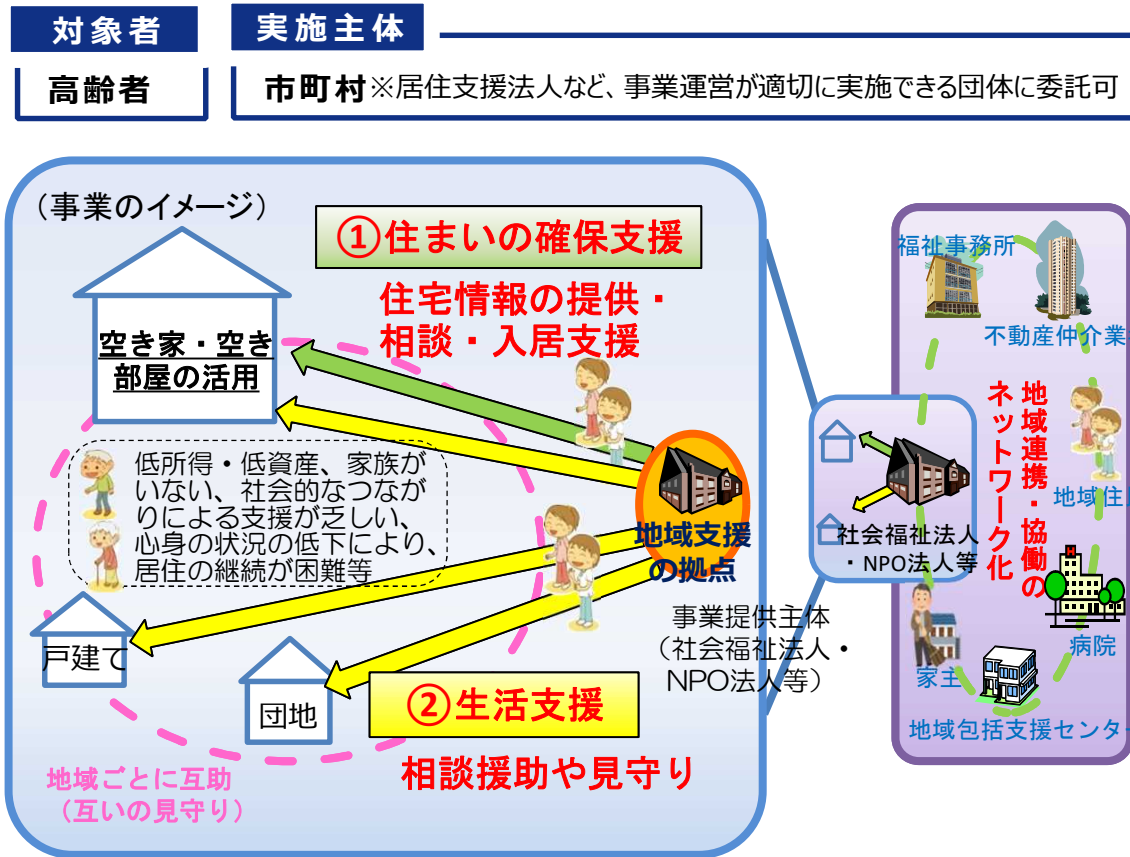 対象者
実施主体
高齢者
市町村※居住支援法人など、事業運営が適切に実施できる団体に委託可
（事業のイメージ）
①住まいの確保支援
住宅情報の提供・
相談・入居支援
空き家・空き
部屋の活用
低所得・低資産、家族が
いない、社会的なつなが
りによる支援が乏しい、
心身の状況の低下により、
居住の継続が困難等
地域支援
の拠点
事業提供主体
（社会福祉法人・
NPO法人等）
戸建て
団地
②生活支援
相談援助や見守り
地域ごとに互助
（互いの見守り）
福祉事務所
不動産仲介業
地域連携・協働の
ネットワーク化
地域住
社会福祉法人
・NPO法人等
H
病院
家主
地域包括支援センター